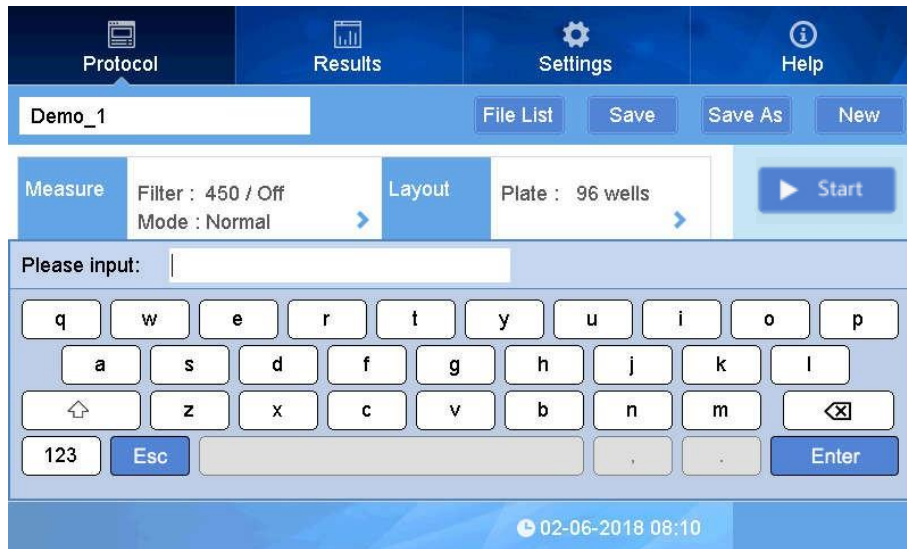 Protocol Results Settings Help
Demo_1 File List Save Save As New
Measure Filter : 450 / Off Layout Plate : 96 wells Start
Mode : Normal
Please input:
q w e r t y u i o p
a s d f g h j k l
z x c v b n m
123 Esc , . Enter
02-06-2018 08:10